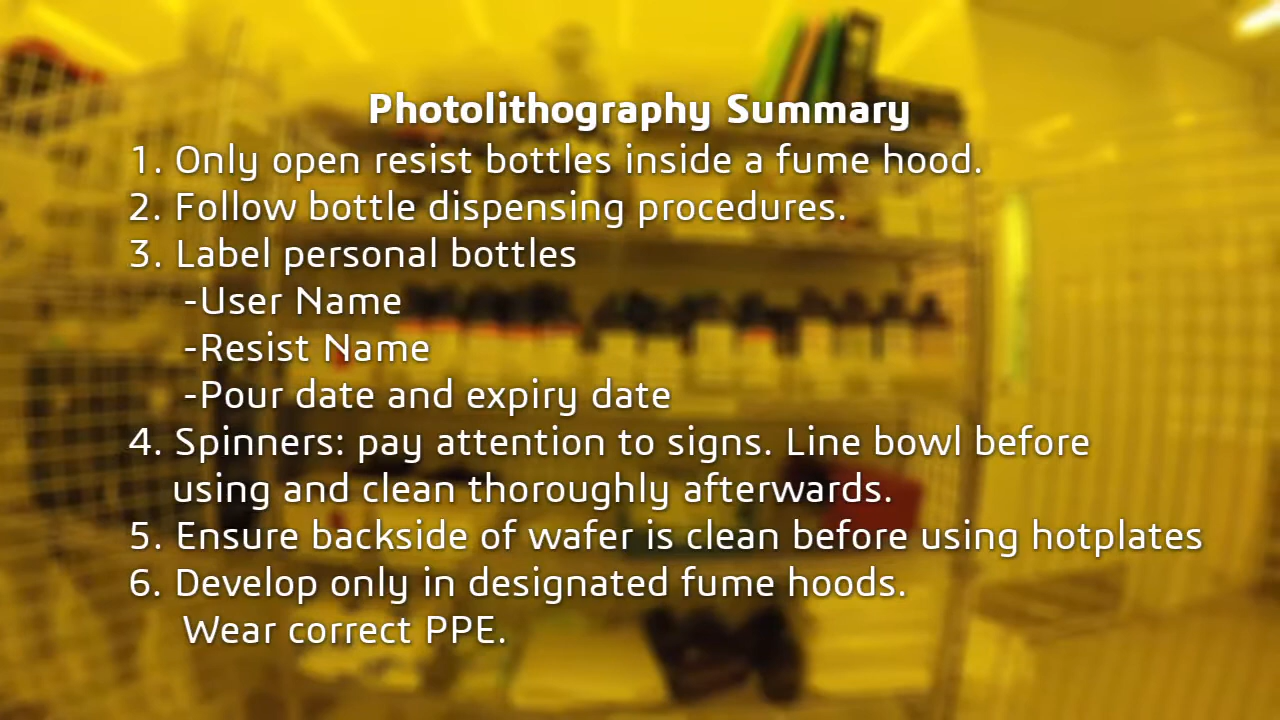 Photolithography Summary
1. Only open resist bottles inside a fume hood.
2. Follow bottle dispensing procedures.
3. Label personal bottles
-User Name
-Resist Name
-Pour date and expiry date
4. Spinners: pay attention to signs. Line bowl before
using and clean thoroughly afterwards.
5. Ensure backside of wafer is clean before using hotplates
6. Develop only in designated fume hoods.
Wear correct PPE.